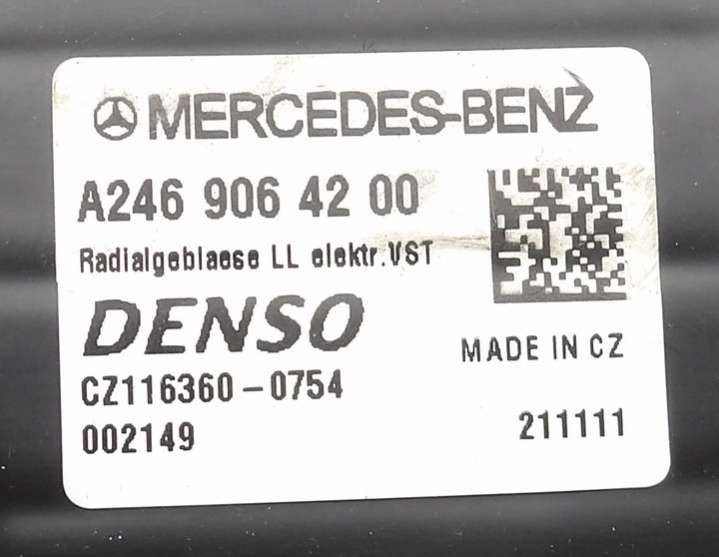 MERCEDES-BENZ
A246 906 42 00
Radialgeblaese LL elektr.VST
DENSO
MADE IN CZ
CZ116360-0754
002149
211111